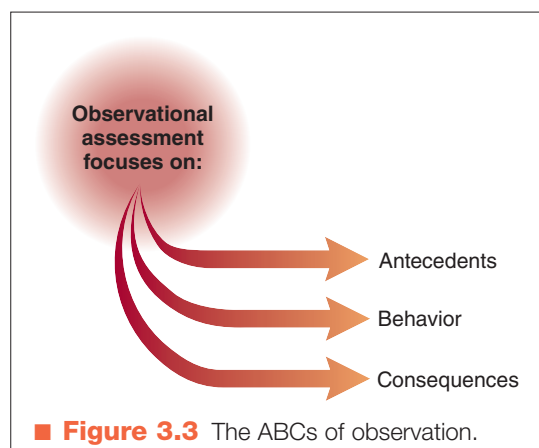 Observational
assessment
focuses on:
Antecedents
Behavior
Consequences
■ Figure 3.3 The ABCs of observation.